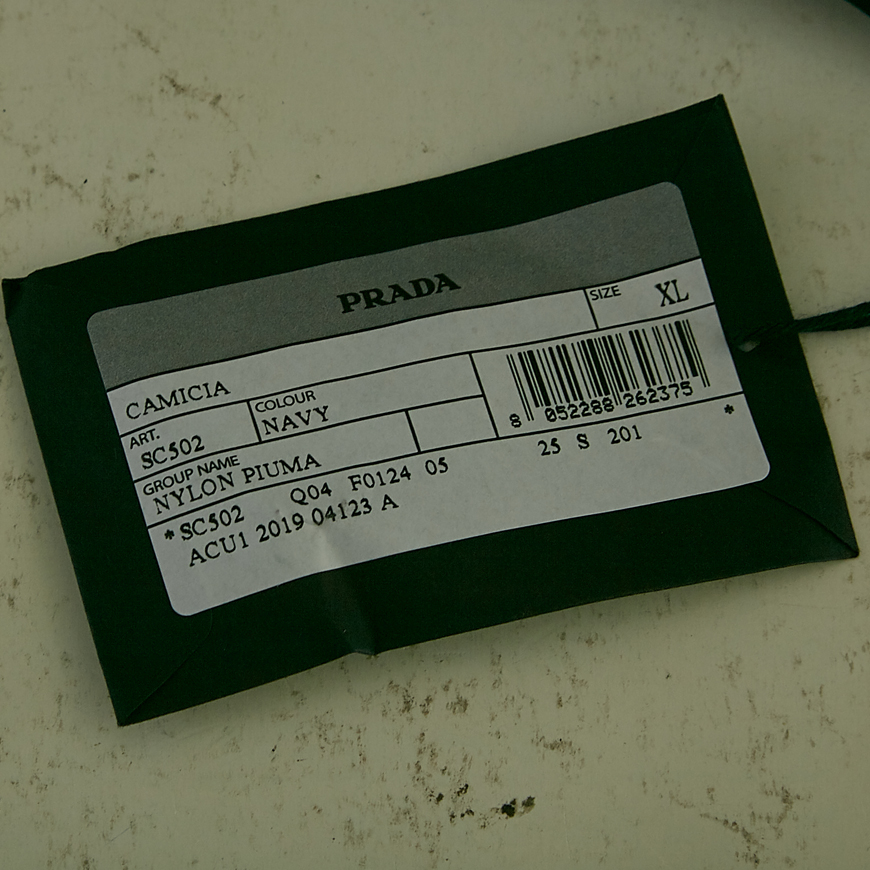 PRADA
SIZE XL
CAMICIA
ART. SC502
COLOUR NAVY
8 052288 262375
GROUP NAME
NYLON PIUMA
*SC502 Q04 F0124 05 25 S 201 *
ACU1 2019 04123 A